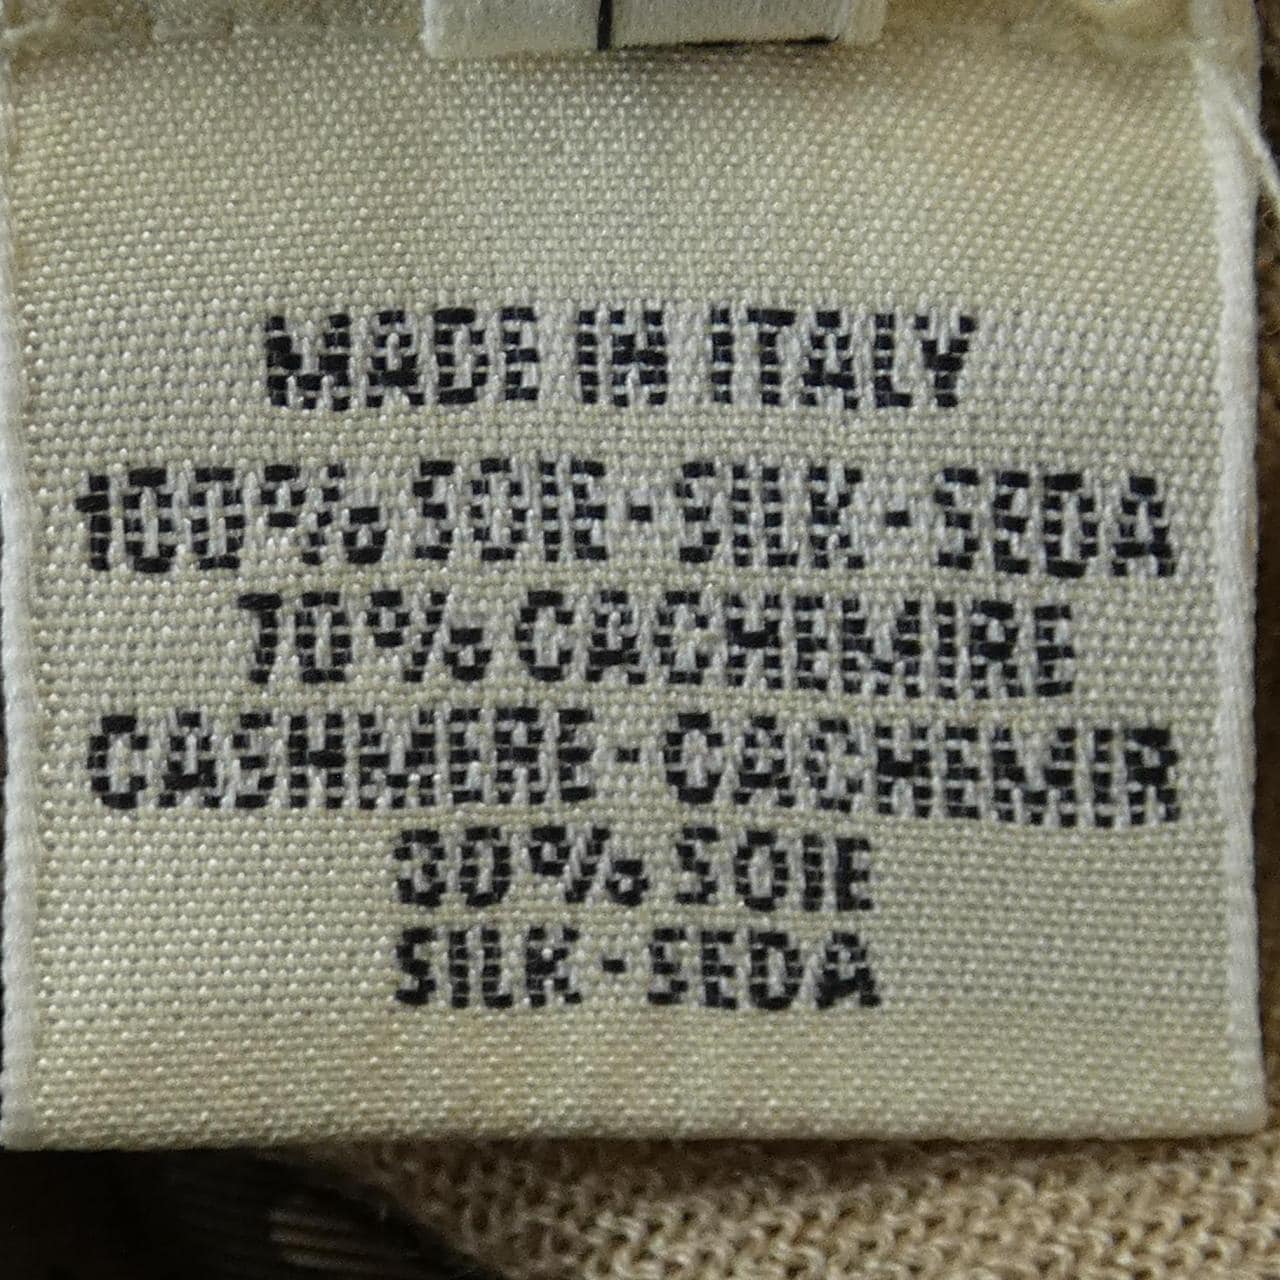 MADE IN ITALY
100% SOIE - SILK - SEDA
70% CACHEMIRE
CASHMERE - CACHEMIR
30% SOIE
SILK - SEDA